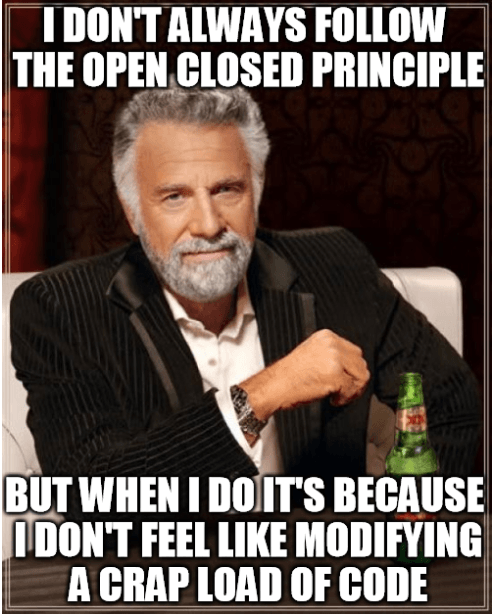 I DON'T ALWAYS FOLLOW
THE OPEN CLOSED PRINCIPLE
BUT WHEN I DO IT'S BECAUSE
I DON'T FEEL LIKE MODIFYING
A CRAP LOAD OF CODE